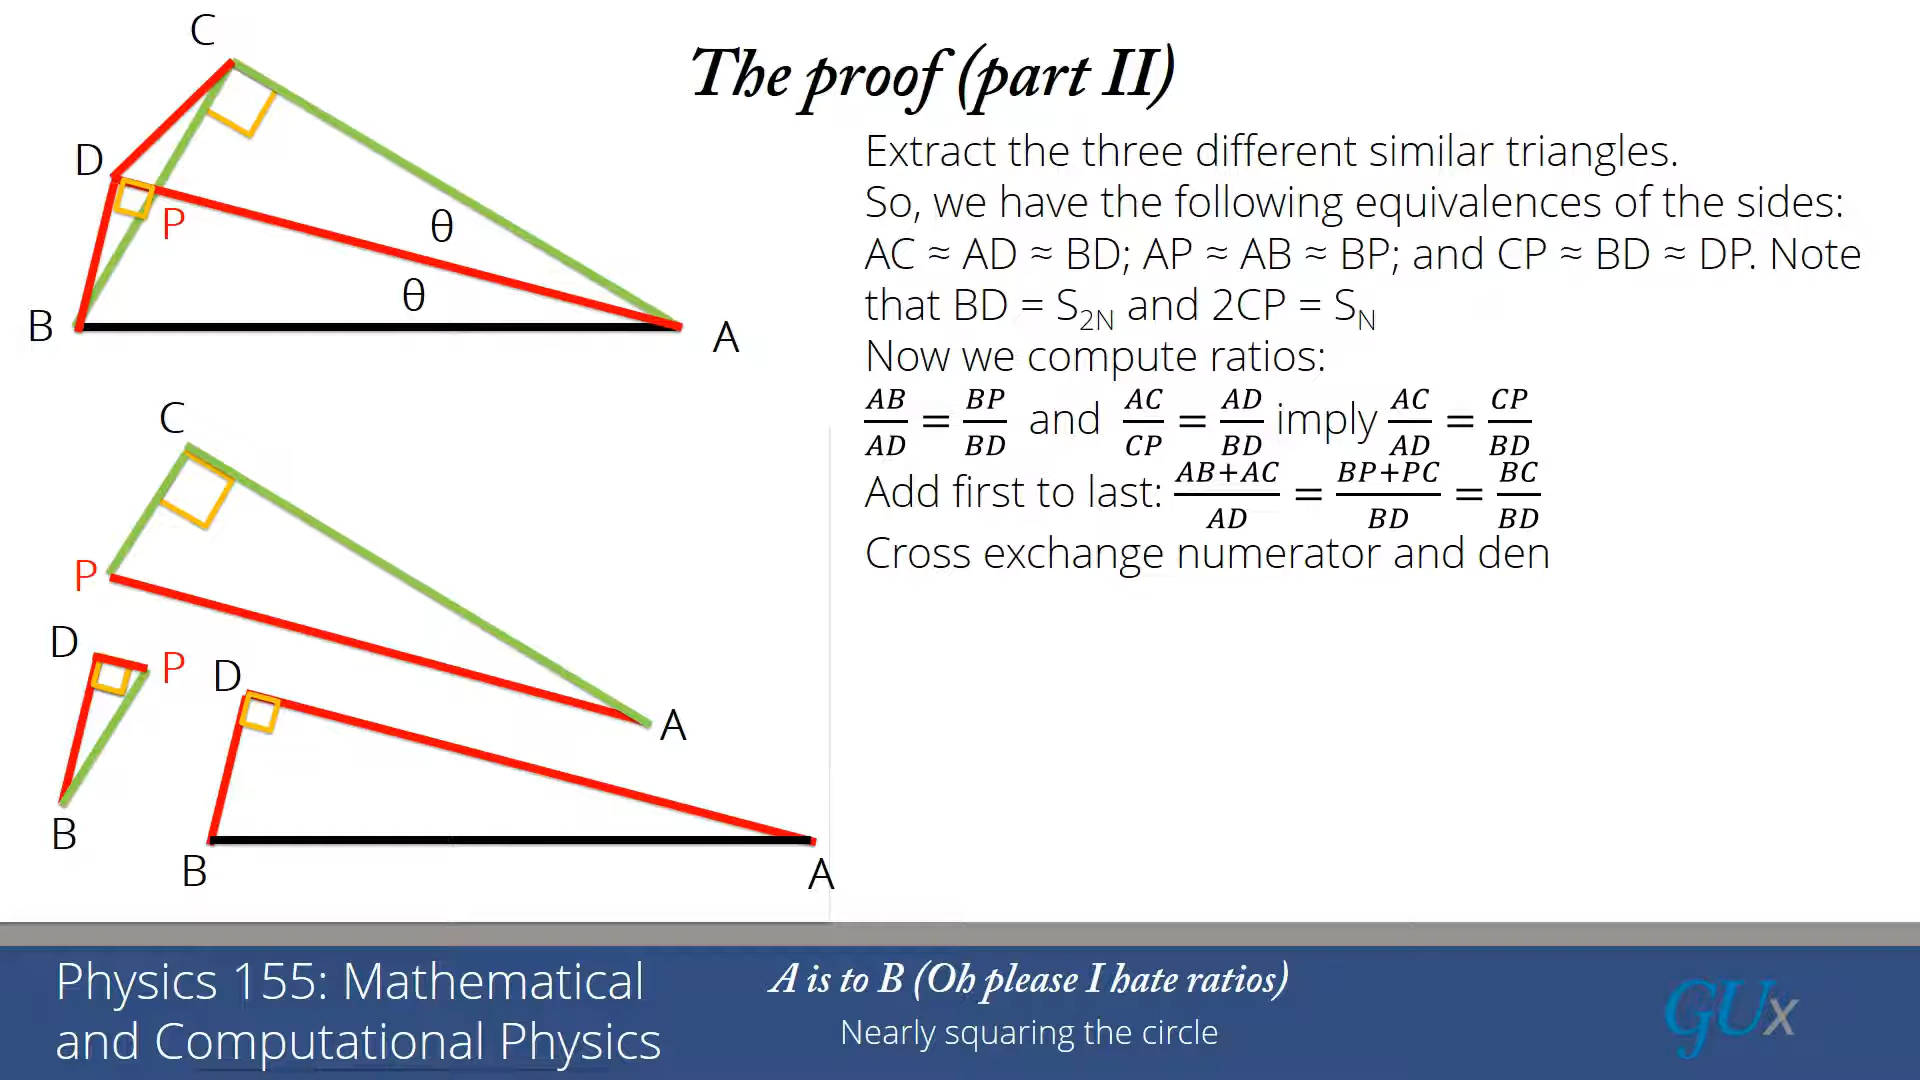 The proof (part II)
C
D
P
θ
θ
B
A
C
P
D
P
D
A
B
B
A
Extract the three different similar triangles.
So, we have the following equivalences of the sides:
AC ≈ AD ≈ BD; AP ≈ AB ≈ BP; and CP ≈ BD ≈ DP. Note
that BD = S₂N and 2CP = SN
Now we compute ratios:
AB/AD = BP/BD and AC/CP = AD/BD imply AC/AD = CP/BD
Add first to last: AB+AC/AD = BP+PC/BD = BC/BD
Cross exchange numerator and den
Physics 155: Mathematical
and Computational Physics
A is to B (Oh please I hate ratios)
Nearly squaring the circle
GUx